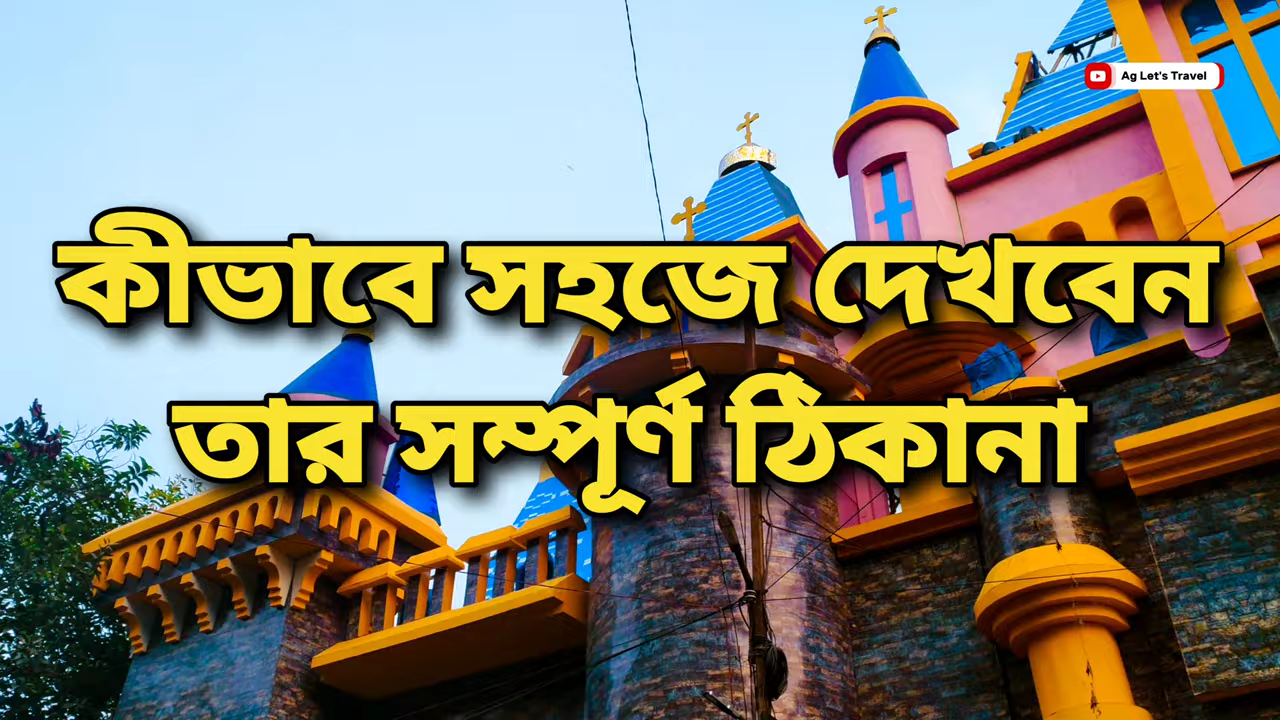 Ag Let's Travel
কীভাবে সহজে দেখবেন
তার সম্পূর্ণ ঠিকানা